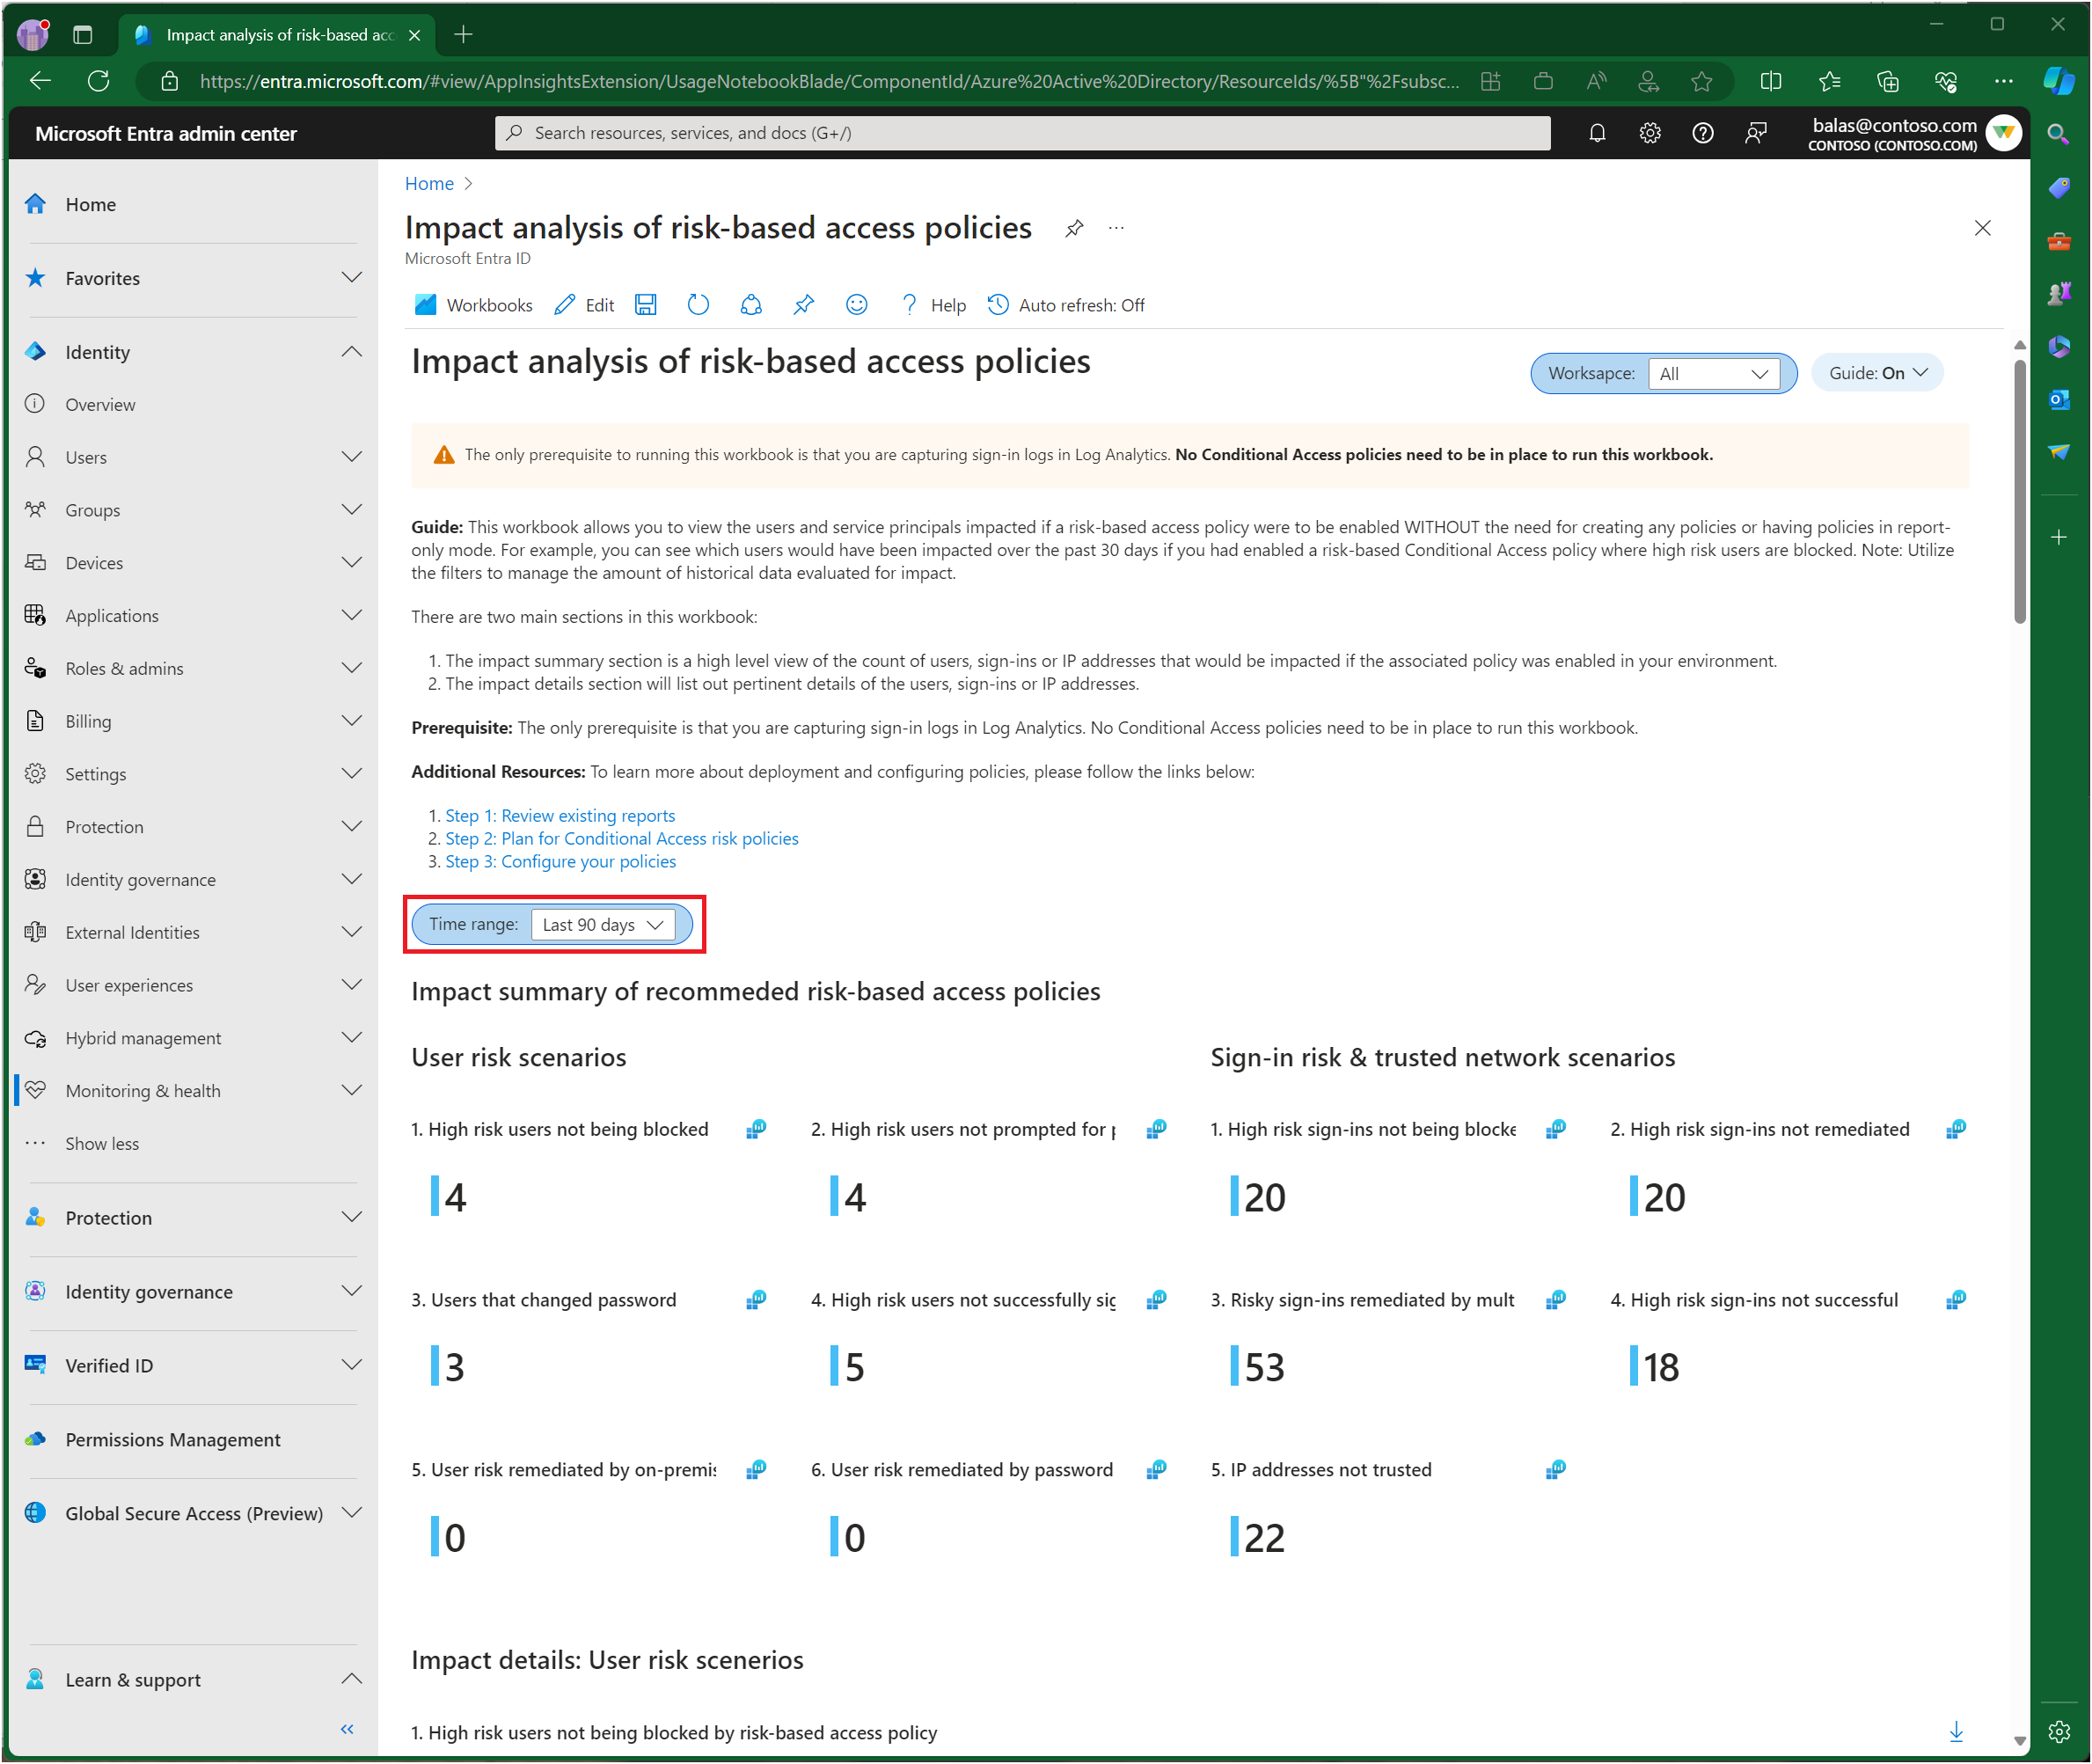 Impact analysis of risk-based acc
https://entra.microsoft.com/#view/AppInsightsExtension/UsageNotebookBlade/ComponentId/Azure%20Active%20Directory/ResourceIds/%5B"%2Fsubsc...
Microsoft Entra admin center
Search resources, services, and docs (G+/)
balas@contoso.com
CONTOSO (CONTOSO.COM)
Home
Favorites
Identity
Overview
Users
Groups
Devices
Applications
Roles & admins
Billing
Settings
Protection
Identity governance
External Identities
User experiences
Hybrid management
Monitoring & health
Show less
Protection
Identity governance
Verified ID
Permissions Management
Global Secure Access (Preview)
Learn & support
Home
Impact analysis of risk-based access policies
Microsoft Entra ID
Workbooks Edit Help Auto refresh: Off
Impact analysis of risk-based access policies
Worksapce: All
Guide: On
The only prerequisite to running this workbook is that you are capturing sign-in logs in Log Analytics. No Conditional Access policies need to be in place to run this workbook.
Guide: This workbook allows you to view the users and service principals impacted if a risk-based access policy were to be enabled WITHOUT the need for creating any policies or having policies in report-
only mode. For example, you can see which users would have been impacted over the past 30 days if you had enabled a risk-based Conditional Access policy where high risk users are blocked. Note: Utilize
the filters to manage the amount of historical data evaluated for impact.
There are two main sections in this workbook:
1. The impact summary section is a high level view of the count of users, sign-ins or IP addresses that would be impacted if the associated policy was enabled in your environment.
2. The impact details section will list out pertinent details of the users, sign-ins or IP addresses.
Prerequisite: The only prerequisite is that you are capturing sign-in logs in Log Analytics. No Conditional Access policies need to be in place to run this workbook.
Additional Resources: To learn more about deployment and configuring policies, please follow the links below:
1. Step 1: Review existing reports
2. Step 2: Plan for Conditional Access risk policies
3. Step 3: Configure your policies
Time range: Last 90 days
Impact summary of recommeded risk-based access policies
User risk scenarios
1. High risk users not being blocked
4
2. High risk users not prompted for p
4
3. Users that changed password
3
4. High risk users not successfully sig
5
5. User risk remediated by on-premis
0
6. User risk remediated by password
0
Sign-in risk & trusted network scenarios
1. High risk sign-ins not being blocke
20
2. High risk sign-ins not remediated
20
3. Risky sign-ins remediated by mult
53
4. High risk sign-ins not successful
18
5. IP addresses not trusted
22
Impact details: User risk scenerios
1. High risk users not being blocked by risk-based access policy